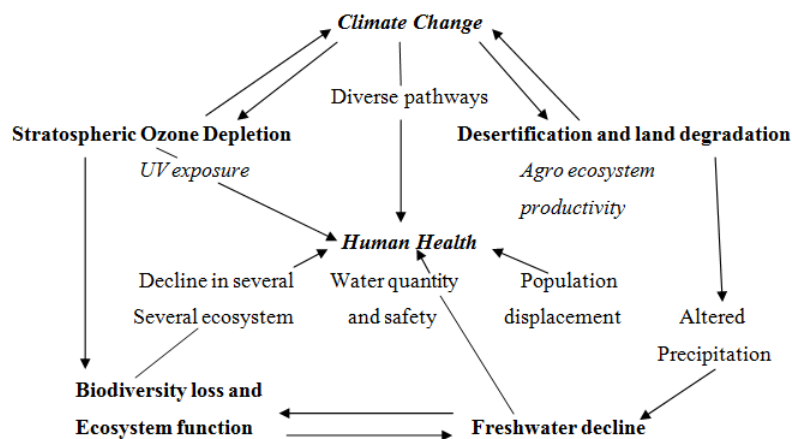 Climate Change
Diverse pathways
Stratospheric Ozone Depletion
Desertification and land degradation
UV exposure
Agro ecosystem
productivity
Human Health
Decline in several
Several ecosystem
Water quantity
and safety
Population
displacement
Altered
Precipitation
Biodiversity loss and
Ecosystem function
Freshwater decline